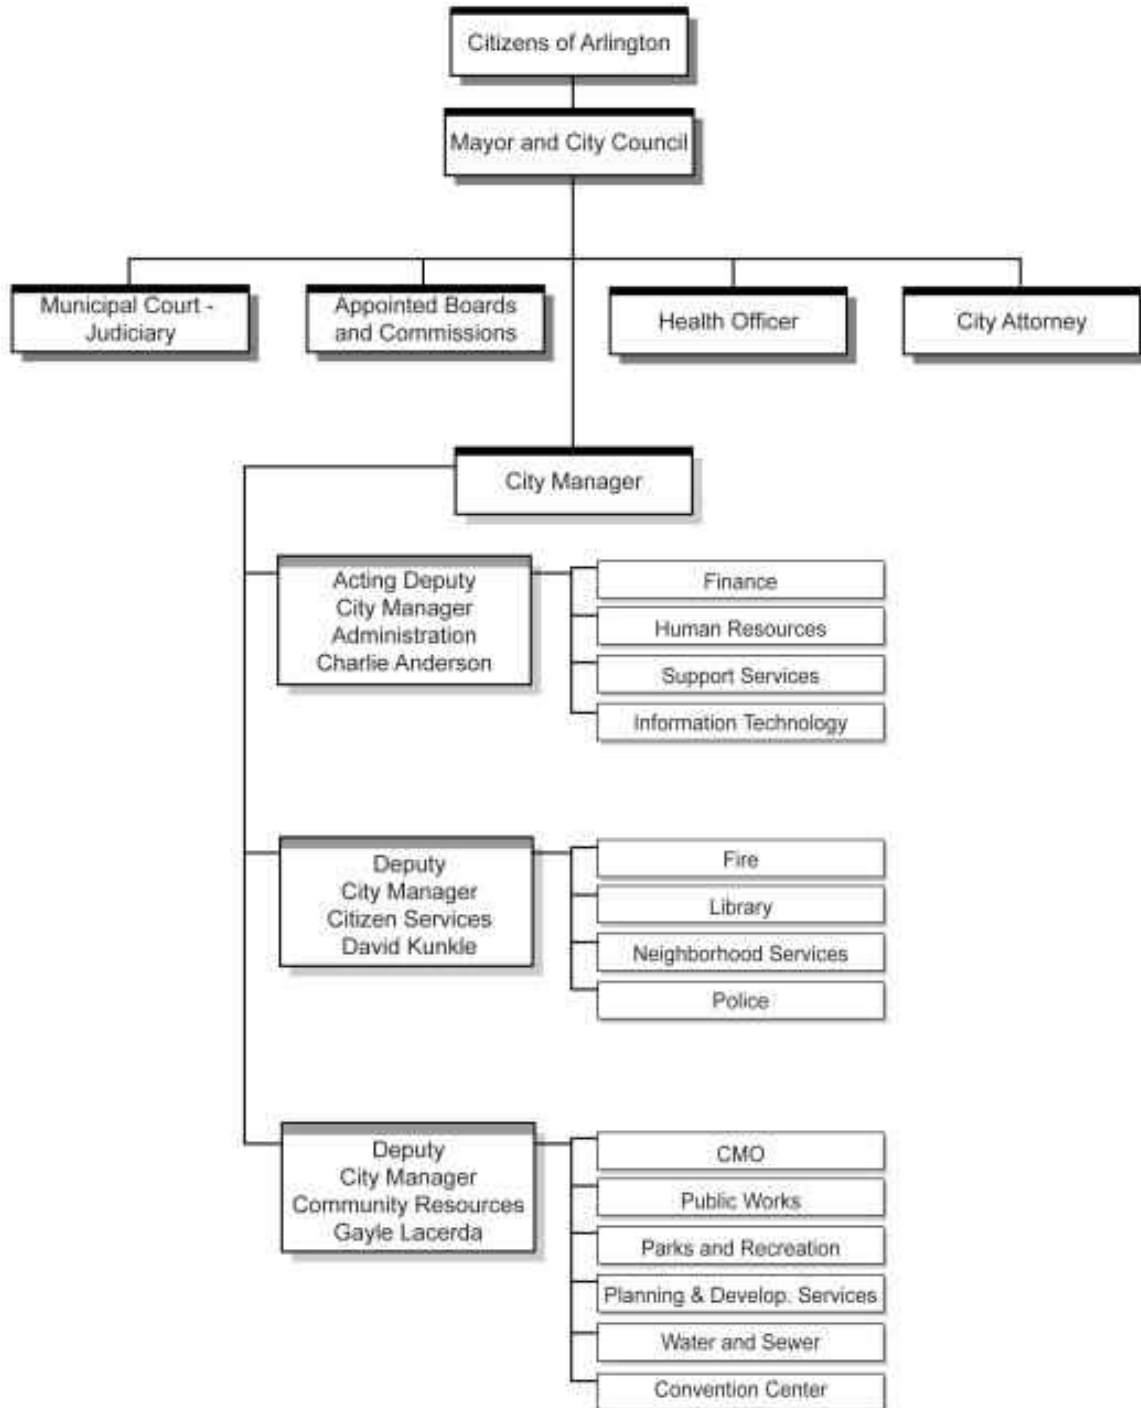 Citizens of Arlington
Mayor and City Council
Municipal Court -
Judiciary
Appointed Boards
and Commissions
Health Officer
City Attorney
City Manager
Acting Deputy
City Manager
Administration
Charlie Anderson
Finance
Human Resources
Support Services
Information Technology
Deputy
City Manager
Citizen Services
David Kunkle
Fire
Library
Neighborhood Services
Police
Deputy
City Manager
Community Resources
Gayle Lacerda
CMO
Public Works
Parks and Recreation
Planning & Develop. Services
Water and Sewer
Convention Center